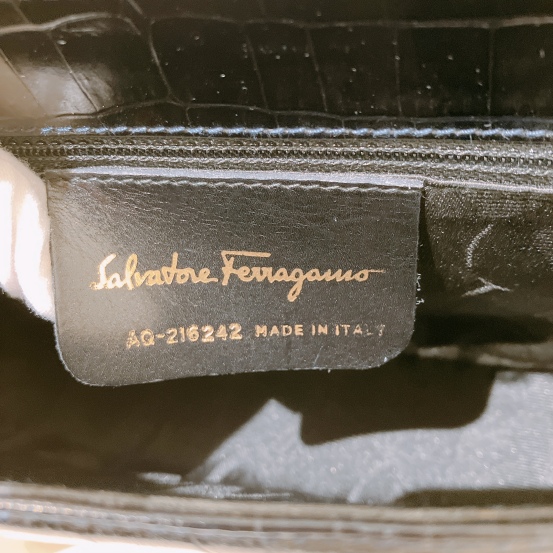 Salvatore Ferragamo
AQ-216242 MADE IN ITALY